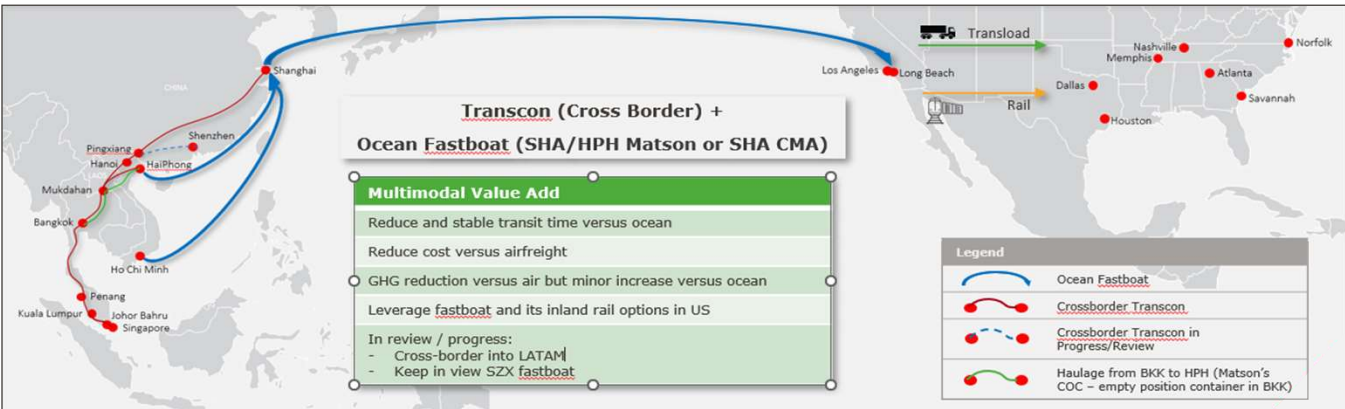 Shanghai
CHINA
Shenzhen
Pingxiang
Hanoi
HaiPhong
LAOS
Mukdahan
Bangkok
Ho Chi Minh
Penang
Kuala Lumpur
Johor Bahru
Singapore
Transcon (Cross Border) +
Ocean Fastboat (SHA/HPH Matson or SHA CMA)
Multimodal Value Add
Reduce and stable transit time versus ocean
Reduce cost versus airfreight
GHG reduction versus air but minor increase versus ocean
Leverage fastboat and its inland rail options in US
In review / progress:
- Cross-border into LATAM
- Keep in view SZX fastboat
Los Angeles
Long Beach
Transload
Rail
Nashville
Memphis
Norfolk
Dallas
Atlanta
Savannah
Houston
Legend
Ocean Fastboat
Crossborder Transcon
Crossborder Transcon in
Progress/Review
Haulage from BKK to HPH (Matson's
COC – empty position container in BKK)